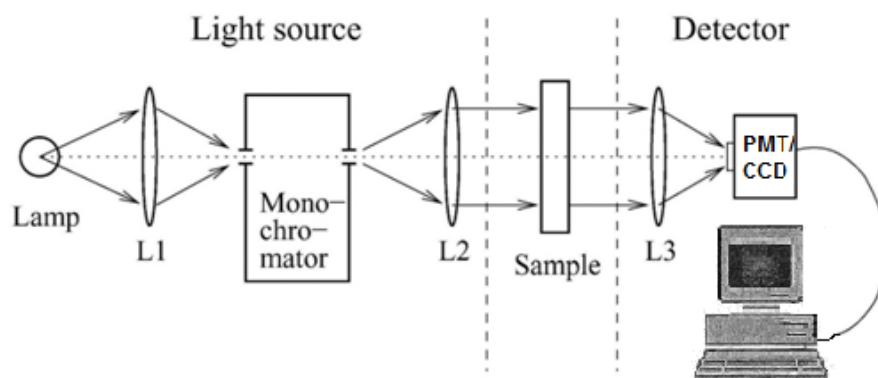 Light source
Detector
Lamp
L1
Mono–
chro–
mator
L2
Sample
L3
PMT/
CCD